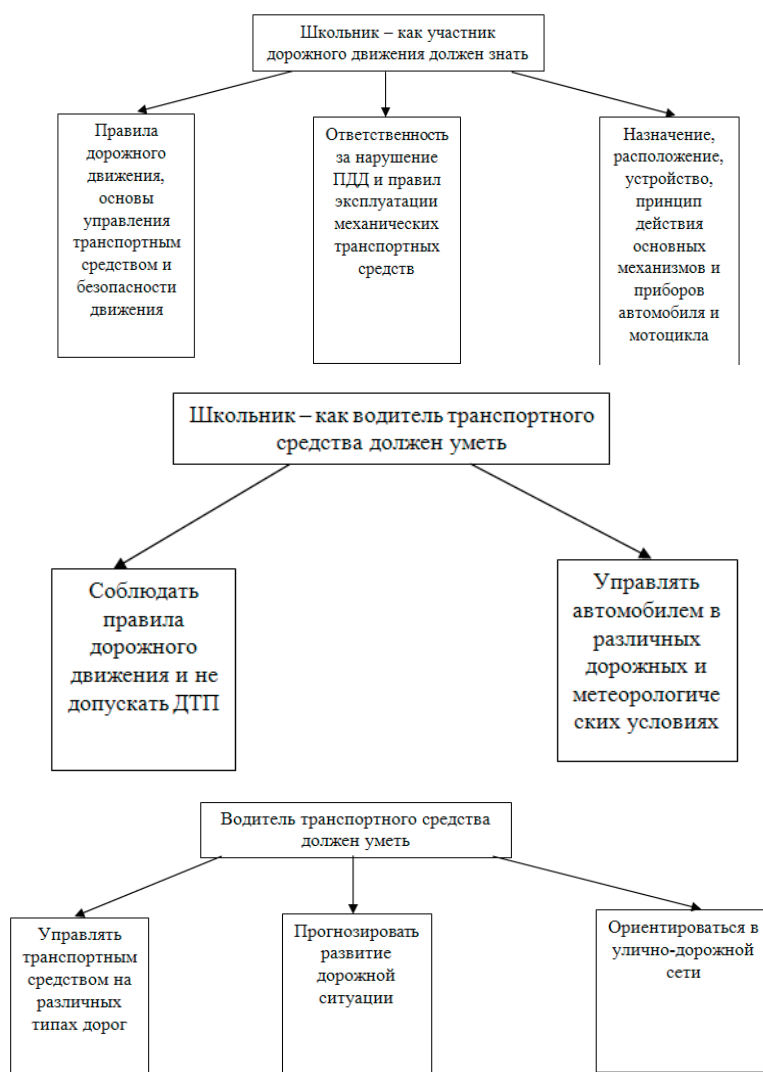 Школьник – как участник
дорожного движения должен знать
Правила
дорожного
движения,
основы
управления
транспортным
средством и
безопасности
движения
Ответственность
за нарушение
ПДД и правил
эксплуатации
механических
транспортных
средств
Назначение,
расположение,
устройство,
принцип
действия
основных
механизмов и
приборов
автомобиля и
мотоцикла
Школьник – как водитель транспортного
средства должен уметь
Соблюдать
правила
дорожного
движения и не
допускать ДТП
Управлять
автомобилем в
различных
дорожных и
метеорологиче
ских условиях
Водитель транспортного средства
должен уметь
Управлять
транспортным
средством на
различных
типах дорог
Прогнозировать
развитие
дорожной
ситуации
Ориентироваться в
улично-дорожной
сети